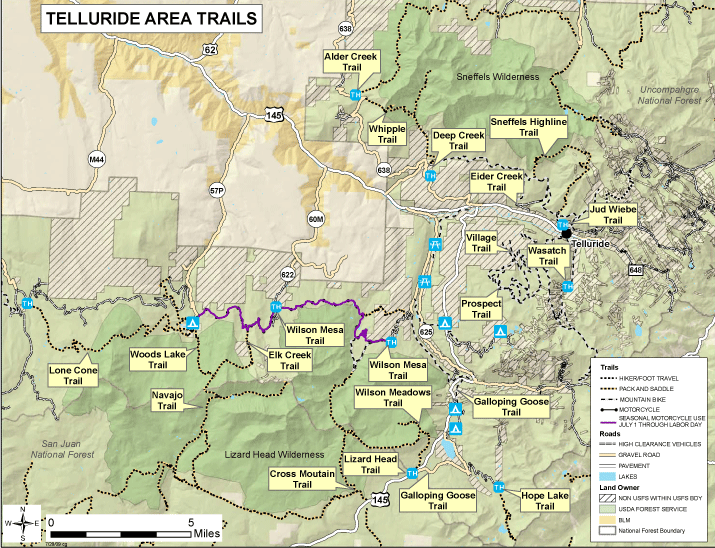 TELLURIDE AREA TRAILS
638
62
Alder Creek
Trail
TH
Sneffels Wilderness
Uncompahgre
National Forest
145
Whipple
Trail
Sneffels Highline
Trail
Deep Creek
Trail
M44
638
TH
Eider Creek
Trail
57P
60M
Jud Wiebe
Trail
TH
Telluride
Village
Trail
Wasatch
Trail
648
622
TH
TH
TH
Prospect
Trail
625
Wilson Mesa
Trail
Woods Lake
Trail
Elk Creek
Trail
TH
Lone Cone
Trail
Wilson Mesa
Trail
Navajo
Trail
Wilson Meadows
Trail
Galloping Goose
Trail
San Juan
National Forest
Lizard Head Wilderness
Lizard Head
Trail
TH
Cross Moutain
Trail
145
Galloping Goose
Trail
TH
Hope Lake
Trail
N
W
E
S
0
5
Miles
Trails
HIKER/FOOT TRAVEL
PACK AND SADDLE
MOUNTAIN BIKE
MOTORCYCLE
SEASONAL MOTORCYCLE USE
JULY 1 THROUGH LABOR DAY
Roads
HIGH CLEARANCE VEHICLES
GRAVEL ROAD
PAVEMENT
LAKES
Land Owner
NON USFS WITHIN USFS BDY
USDA FOREST SERVICE
BLM
National Forest Boundary